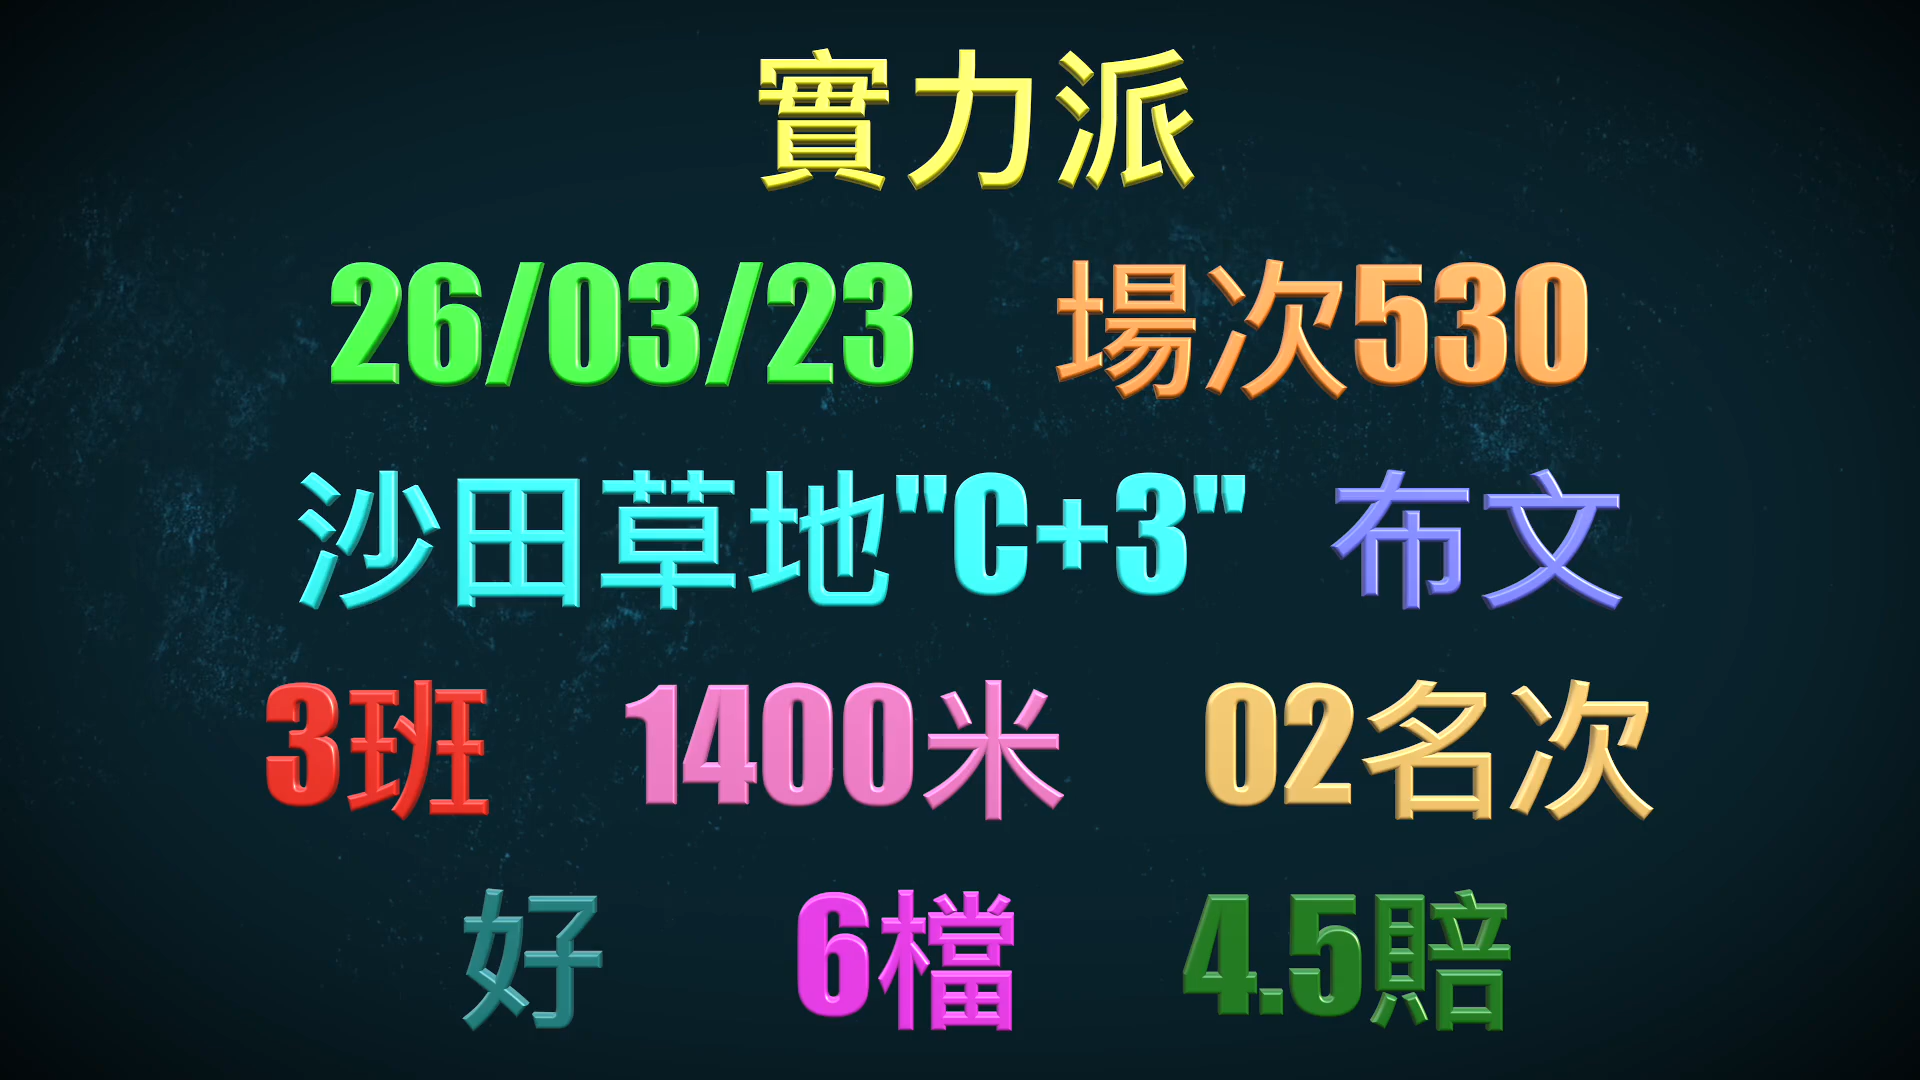 實力派
26/03/23 場次530
沙田草地"C+3" 布文
3班 1400米 02名次
好 6檔 4.5賠